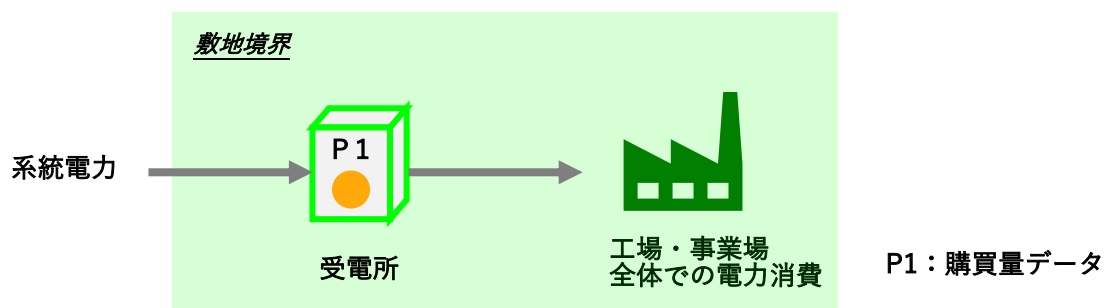 敷地境界
系統電力
P1
受電所
工場・事業場
全体での電力消費
P1：購買量データ